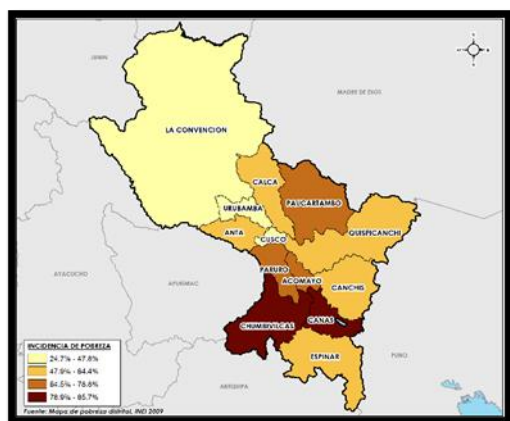 JUNIN
MADRE DE DIOS
LA CONVENCION
CALCA
PAUCARTAMBO
URUBAMBA
QUISPICANCHI
ANTA
CUSCO
PARURO
ACOMAYO
CANCHIS
AYACUCHO
APURIMAC
CANAS
CHUMBIVILCAS
ESPINAR
PUNO
AREQUIPA
INCIDENCIA DE POBREZA
24.7% - 47.8%
47.9% - 64.4%
64.5% - 78.8%
78.9% - 85.7%
Fuente: Mapa de pobreza distrital, INEI 2009